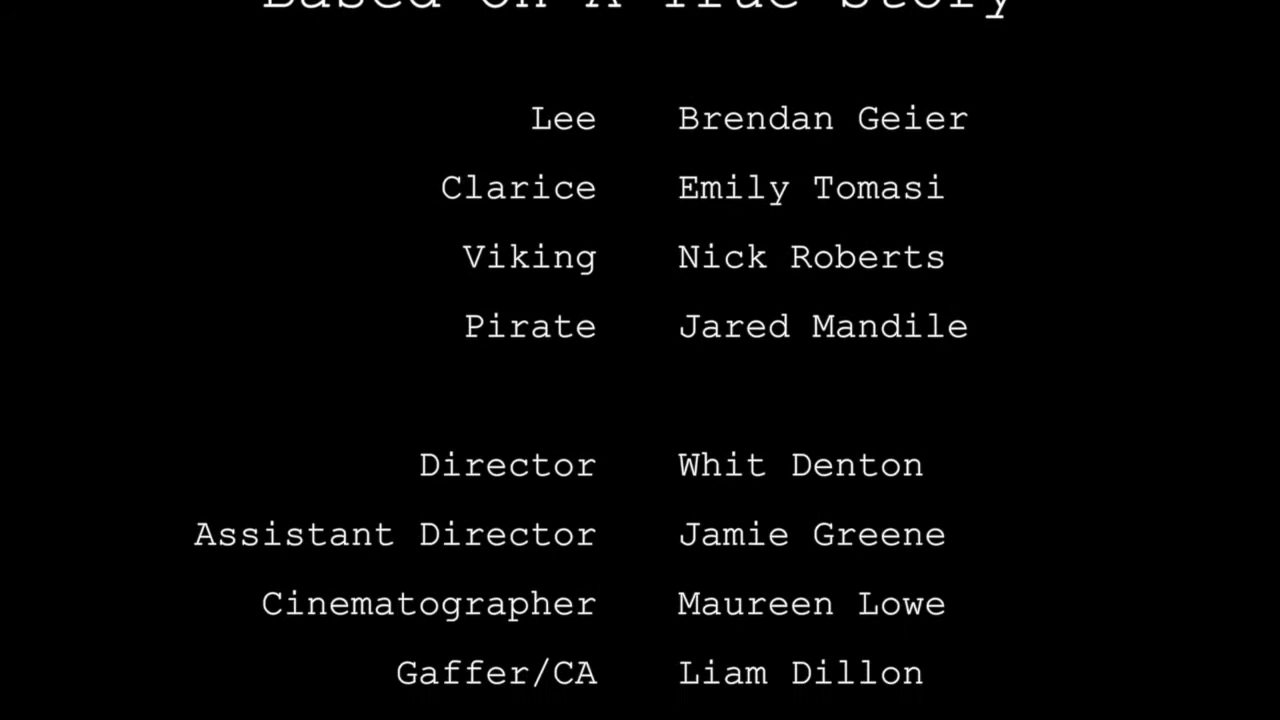 Based On A True Story
Lee Brendan Geier
Clarice Emily Tomasi
Viking Nick Roberts
Pirate Jared Mandile
Director Whit Denton
Assistant Director Jamie Greene
Cinematographer Maureen Lowe
Gaffer/CA Liam Dillon